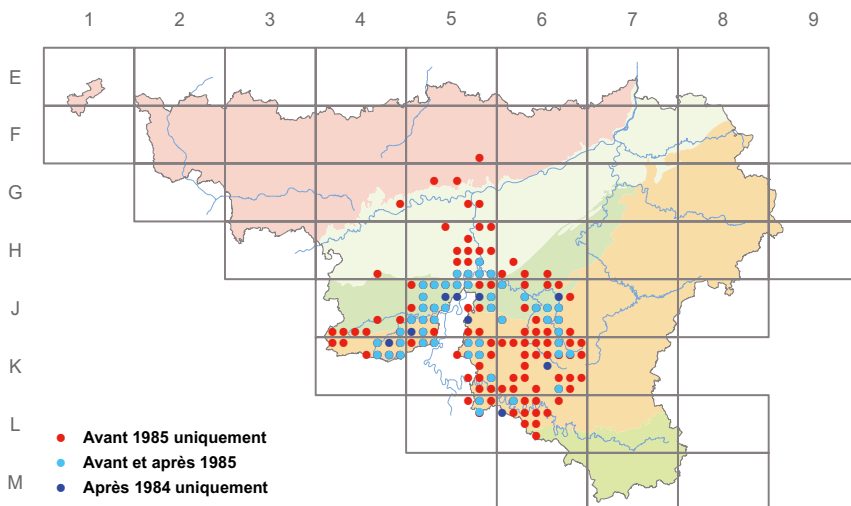 1 2 3 4 5 6 7 8 9
E
F
G
H
J
K
L
M
Avant 1985 uniquement
Avant et après 1985
Après 1984 uniquement